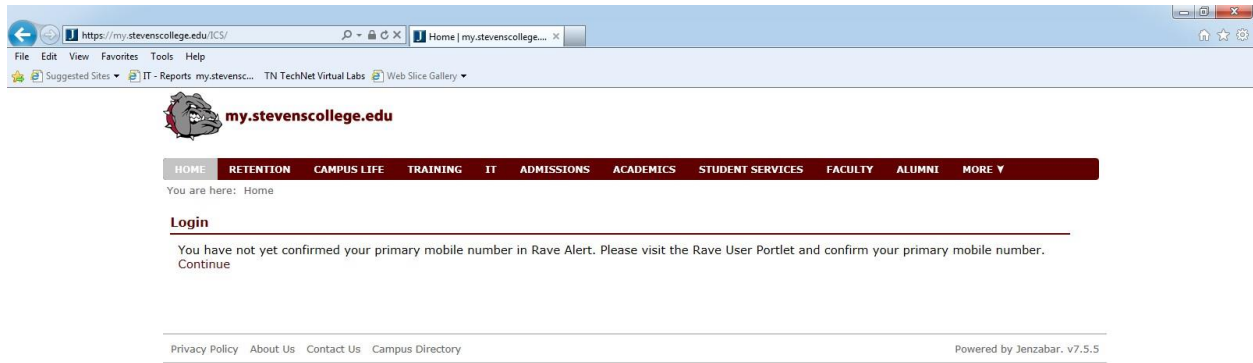 https://my.stevenscollege.edu/ICS/
Home | my.stevenscollege....
File Edit View Favorites Tools Help
Suggested Sites IT - Reports my.stevensc... TN TechNet Virtual Labs Web Slice Gallery
my.stevenscollege.edu
HOME RETENTION CAMPUS LIFE TRAINING IT ADMISSIONS ACADEMICS STUDENT SERVICES FACULTY ALUMNI MORE
You are here: Home
Login
You have not yet confirmed your primary mobile number in Rave Alert. Please visit the Rave User Portlet and confirm your primary mobile number.
Continue
Privacy Policy About Us Contact Us Campus Directory Powered by Jenzabar. v7.5.5